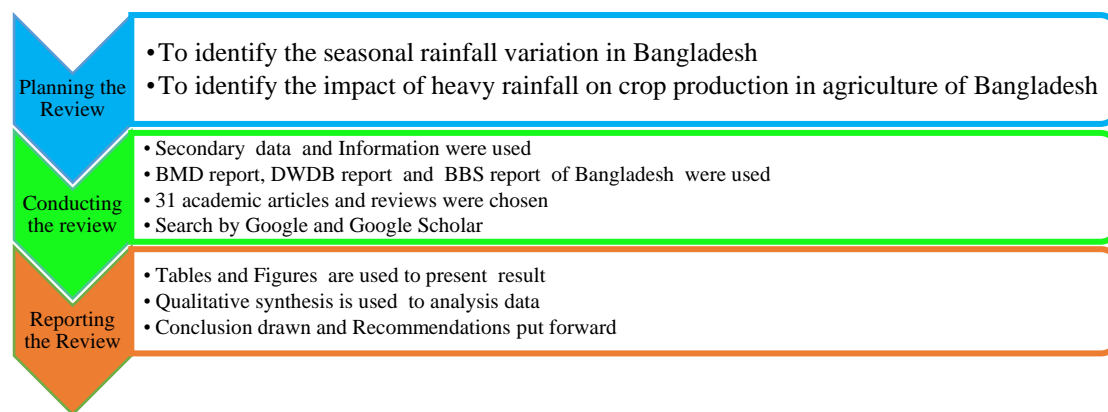 Planning the
Review
•To identify the seasonal rainfall variation in Bangladesh
•To identify the impact of heavy rainfall on crop production in agriculture of Bangladesh
Conducting
the review
• Secondary data and Information were used
• BMD report, DWDB report and BBS report of Bangladesh were used
• 31 academic articles and reviews were chosen
• Search by Google and Google Scholar
Reporting
the Review
• Tables and Figures are used to present result
• Qualitative synthesis is used to analysis data
• Conclusion drawn and Recommendations put forward